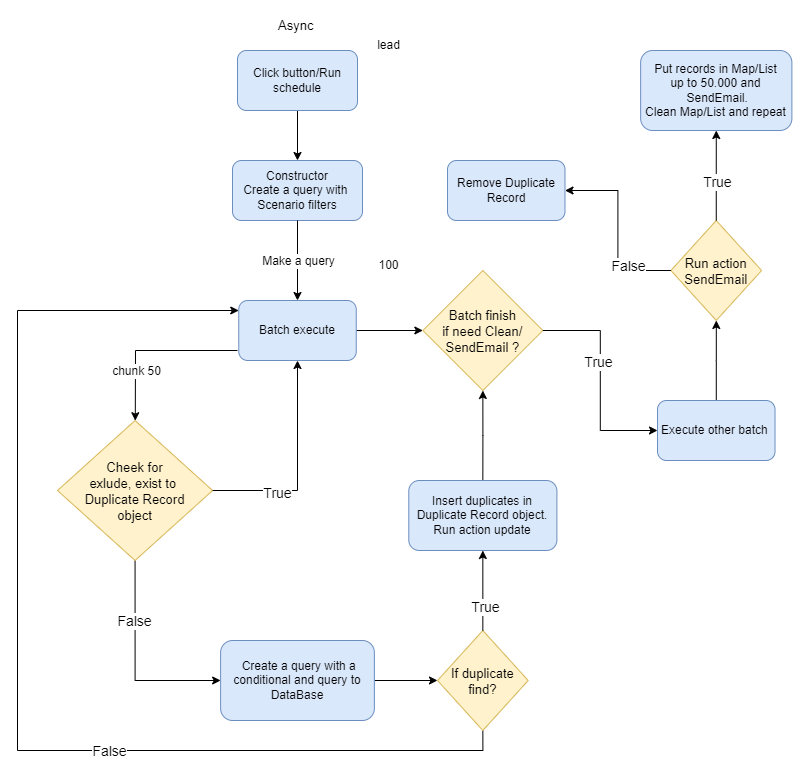 Async
lead
Click button/Run
schedule
Put records in Map/List
up to 50.000 and
SendEmail.
Clean Map/List and repeat
Constructor
Create a query with
Scenario filters
Remove Duplicate
Record
True
Make a query
100
False
Run action
SendEmail
Batch execute
Batch finish
if need Clean/
SendEmail ?
True
chunk 50
Execute other batch
Cheek for
exlude, exist to
Duplicate Record
object
True
Insert duplicates in
Duplicate Record object.
Run action update
False
True
Create a query with a
conditional and query to
DataBase
If duplicate
find?
False